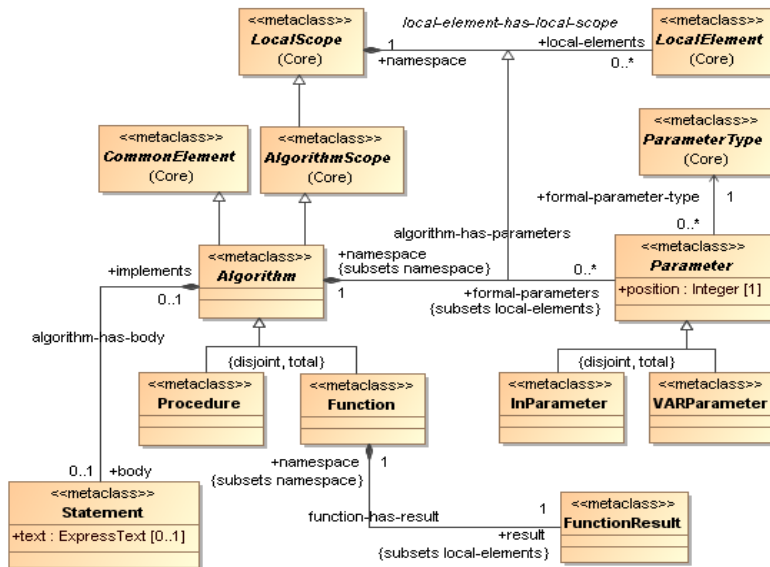 <<metaclass>>
LocalScope
(Core)
local-element-has-local-scope
1
+namespace
+local-elements
0..*
<<metaclass>>
LocalElement
(Core)
<<metaclass>>
CommonElement
(Core)
<<metaclass>>
AlgorithmScope
(Core)
<<metaclass>>
ParameterType
(Core)
+formal-parameter-type
1
0..*
algorithm-has-parameters
<<metaclass>>
Algorithm
+namespace
{subsets namespace}
1
0..*
+formal-parameters
{subsets local-elements}
<<metaclass>>
Parameter
+position : Integer [1]
+implements
0..1
algorithm-has-body
{disjoint, total}
{disjoint, total}
<<metaclass>>
Procedure
<<metaclass>>
Function
<<metaclass>>
InParameter
<<metaclass>>
VARParameter
+namespace
{subsets namespace}
1
0..1
+body
<<metaclass>>
Statement
+text : ExpressText [0..1]
function-has-result
1
+result
{subsets local-elements}
<<metaclass>>
FunctionResult